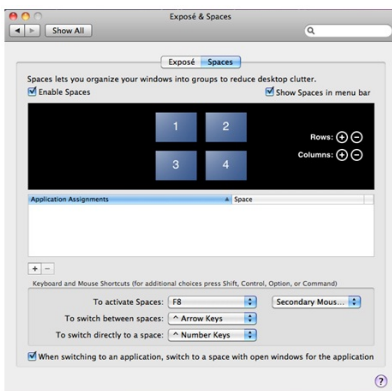 Exposé & Spaces
Show All
Exposé Spaces
Spaces lets you organize your windows into groups to reduce desktop clutter.
Enable Spaces Show Spaces in menu bar
1 2
Rows:
Columns:
3 4
Application Assignments Space
+ −
Keyboard and Mouse Shortcuts (for additional choices press Shift, Control, Option, or Command)
To activate Spaces: F8 Secondary Mous...
To switch between spaces: ^ Arrow Keys
To switch directly to a space: ^ Number Keys
When switching to an application, switch to a space with open windows for the application
?